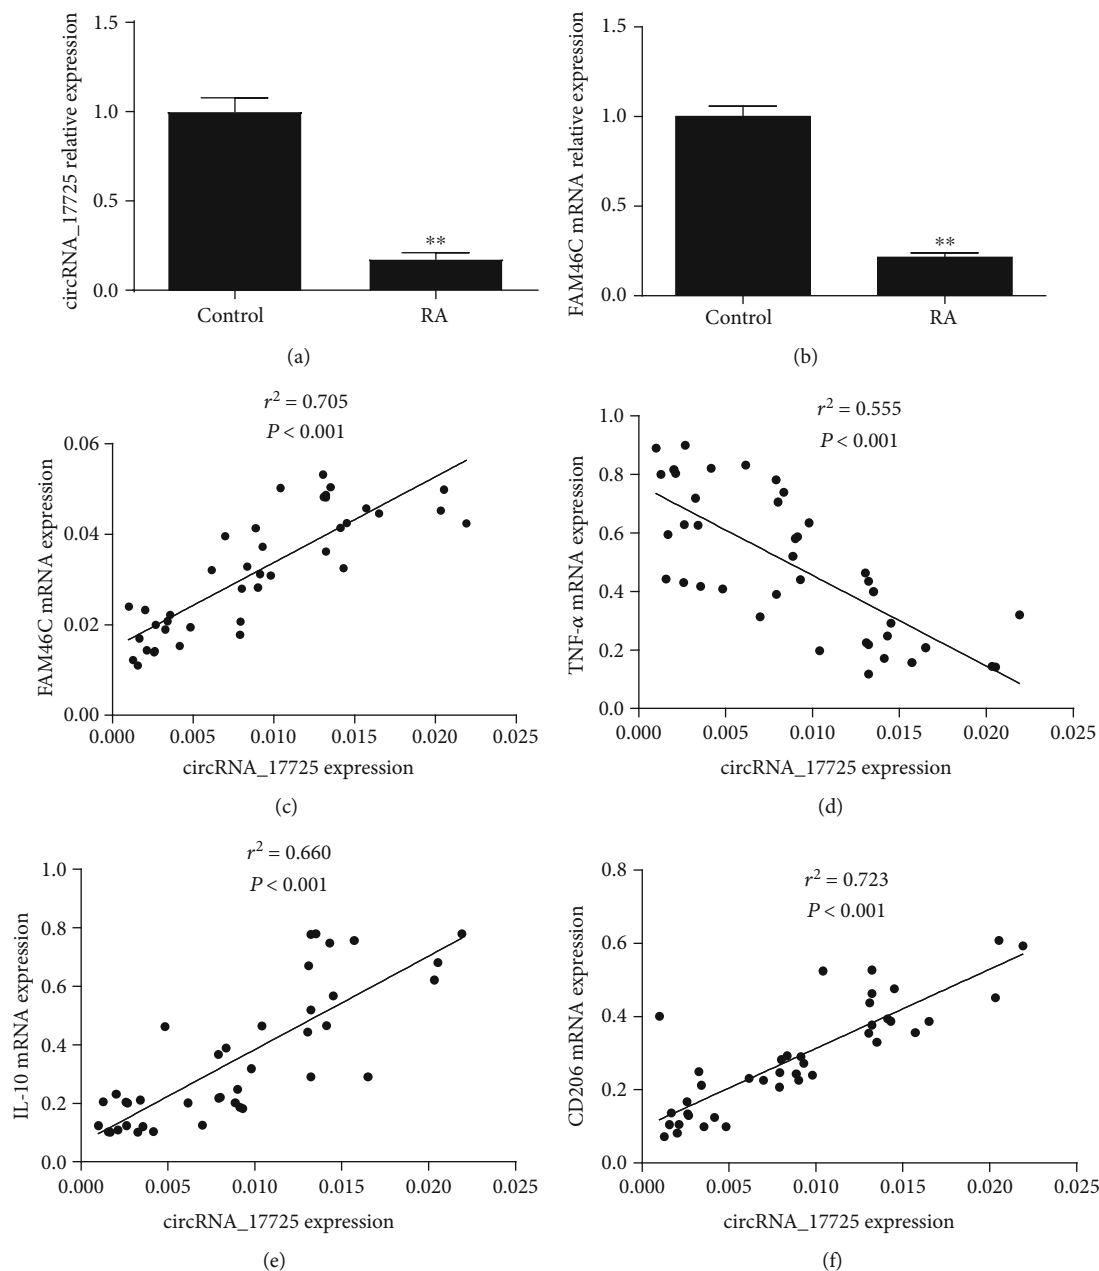 circRNA_17725 relative expression
1.5
1.0
0.5
0.0
**
Control
RA
(a)
FAM46C mRNA relative expression
1.5
1.0
0.5
0.0
**
Control
RA
(b)
r² = 0.705
P < 0.001
FAM46C mRNA expression
0.06
0.04
0.02
0.00
0.000 0.005 0.010 0.015 0.020 0.025
circRNA_17725 expression
(c)
r² = 0.555
P < 0.001
TNF-α mRNA expression
1.0
0.8
0.6
0.4
0.2
0.0
0.000 0.005 0.010 0.015 0.020 0.025
circRNA_17725 expression
(d)
r² = 0.660
P < 0.001
IL-10 mRNA expression
1.0
0.8
0.6
0.4
0.2
0.0
0.000 0.005 0.010 0.015 0.020 0.025
circRNA_17725 expression
(e)
r² = 0.723
P < 0.001
CD206 mRNA expression
0.8
0.6
0.4
0.2
0.0
0.000 0.005 0.010 0.015 0.020 0.025
circRNA_17725 expression
(f)